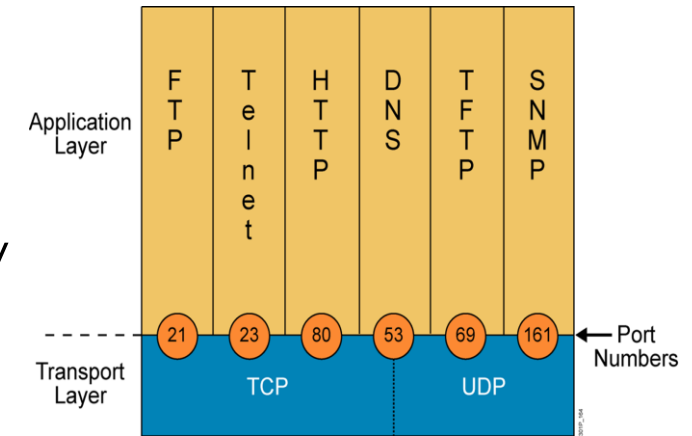 FTP
Telnet
HTTP
DNS
TFTP
SNMP
Application
Layer
y
21
23
80
53
69
161
Port
Numbers
Transport
Layer
TCP
UDP